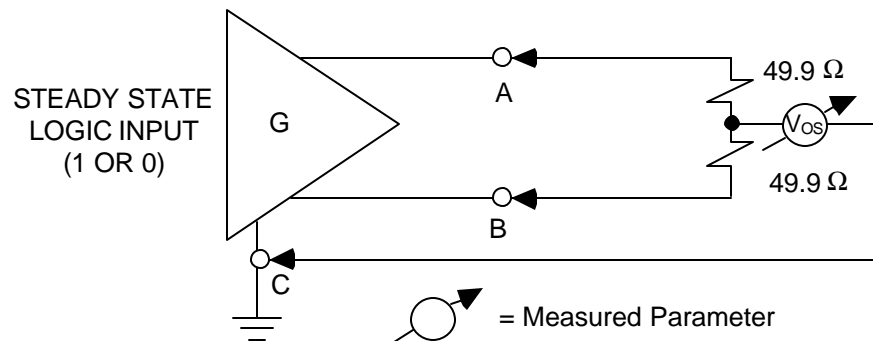 STEADY STATE
LOGIC INPUT
(1 OR 0)
G
A
49.9 Ω
VOS
49.9 Ω
B
C
= Measured Parameter